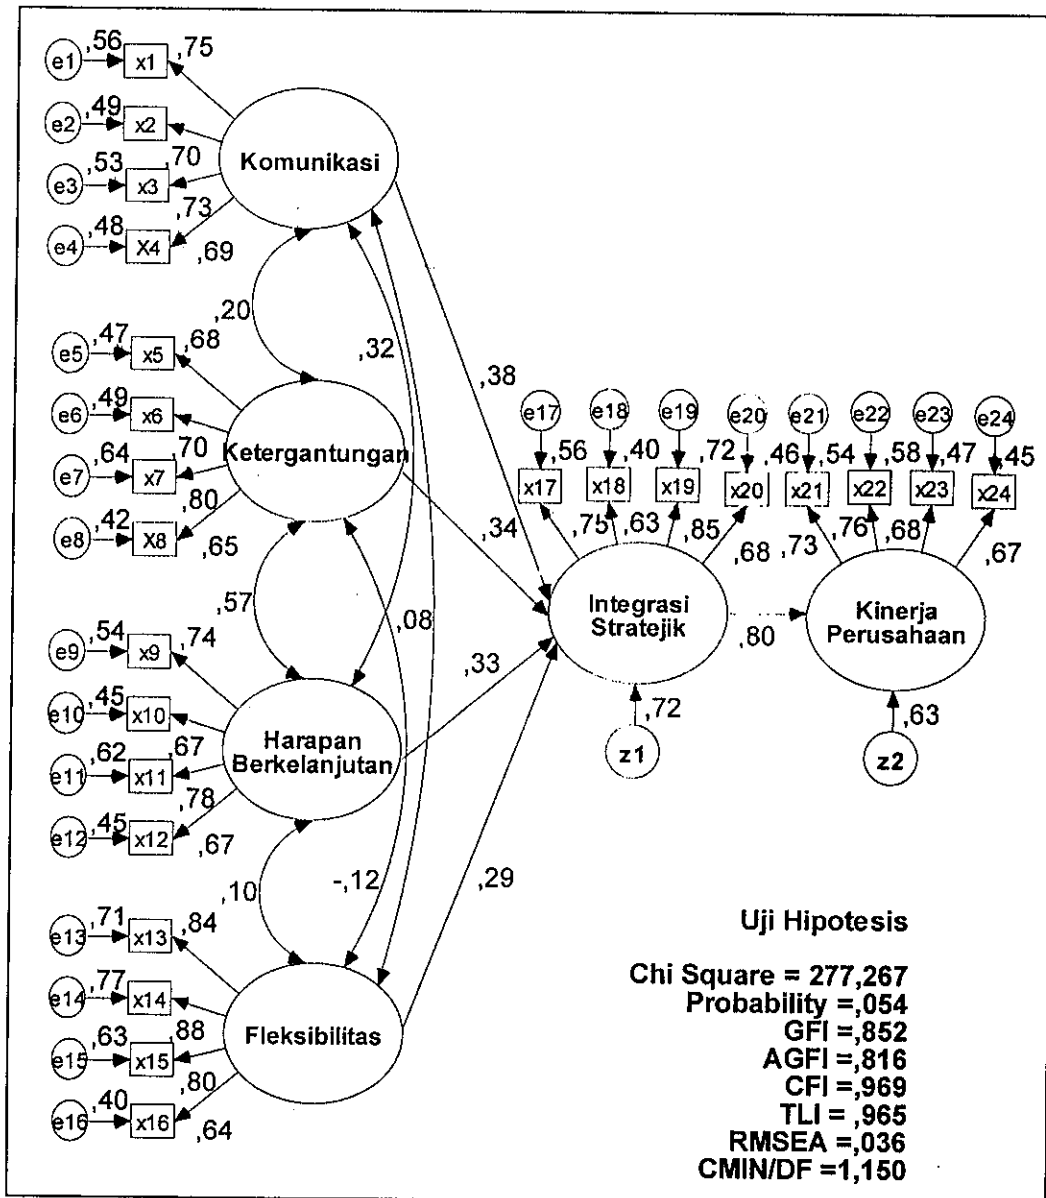 e1 ,56 x1 ,75
e2 ,49 x2
,70
e3 ,53 x3
,73
e4 ,48 X4
,69
Komunikasi
,20
,32
,38
e5 ,47 x5 ,68
e6 ,49 x6
,70
e7 ,64 x7
,80
e8 ,42 X8
,65
Ketergantungan
,34
,57
,08
e9 ,54 x9 ,74
e10 ,45 x10
,67
e11 ,62 x11
,78
e12 ,45 x12
,67
Harapan
Berkelanjutan
,33
,10
-,12
,29
e13 ,71 x13 ,84
e14 ,77 x14
,88
e15 ,63 x15
,80
e16 ,40 x16
,64
Fleksibilitas
e17 e18 e19 e20 e21 e22 e23 e24
,56 ,40 ,72 ,46 ,54 ,58 ,47 ,45
x17 x18 x19 x20 x21 x22 x23 x24
,75 ,63 ,85 ,68 ,73 ,76 ,68 ,67
Integrasi
Stratejik
,80
Kinerja
Perusahaan
,72
z1
,63
z2
Uji Hipotesis
Chi Square = 277,267
Probability =,054
GFI =,852
AGFI =,816
CFI =,969
TLI = ,965
RMSEA =,036
CMIN/DF =1,150